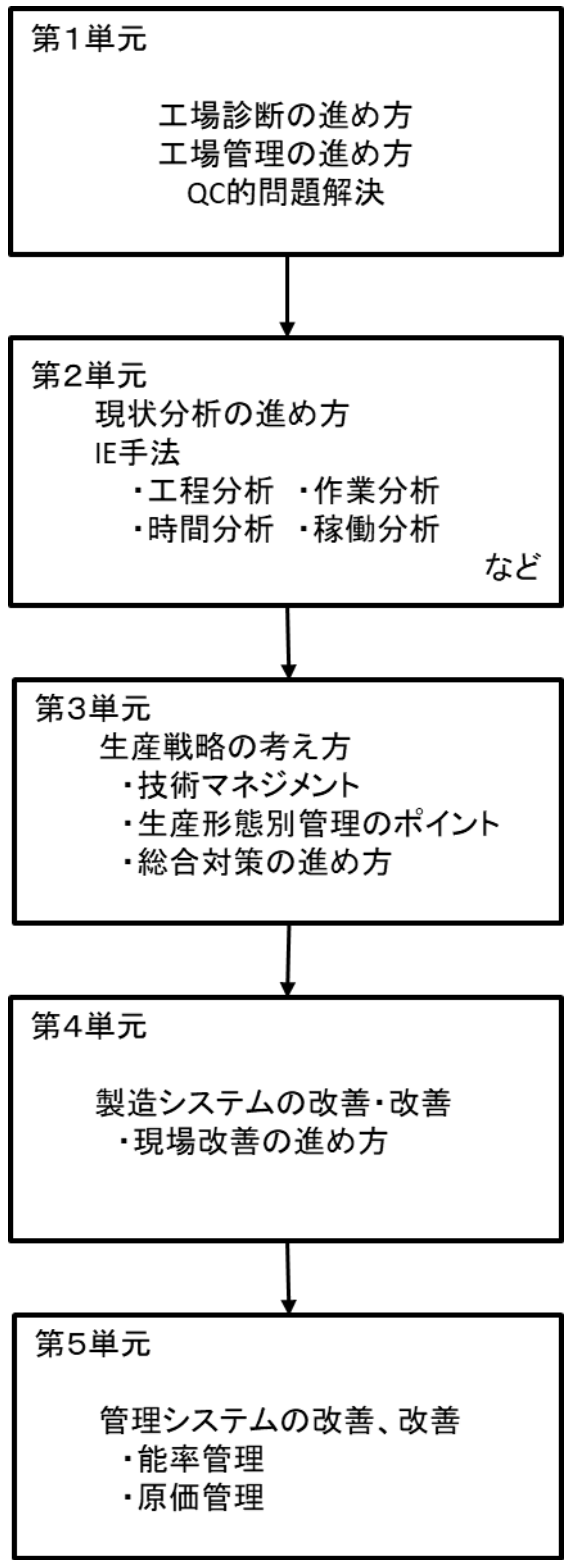 第１単元
工場診断の進め方
工場管理の進め方
QC的問題解決
第２単元
現状分析の進め方
IE手法
・工程分析　・作業分析
・時間分析　・稼働分析
など
第３単元
生産戦略の考え方
・技術マネジメント
・生産形態別管理のポイント
・総合対策の進め方
第４単元
製造システムの改善・改善
・現場改善の進め方
第５単元
管理システムの改善、改善
・能率管理
・原価管理